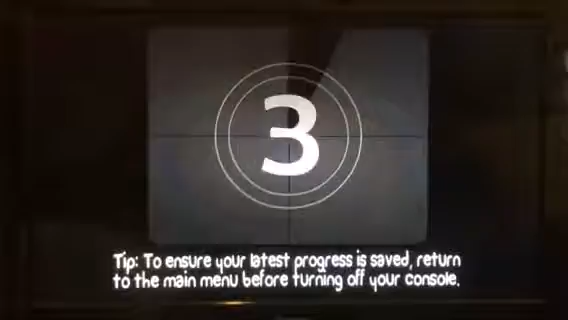 3
Tip: To ensure your latest progress is saved, return
to the main menu before turning off your console.